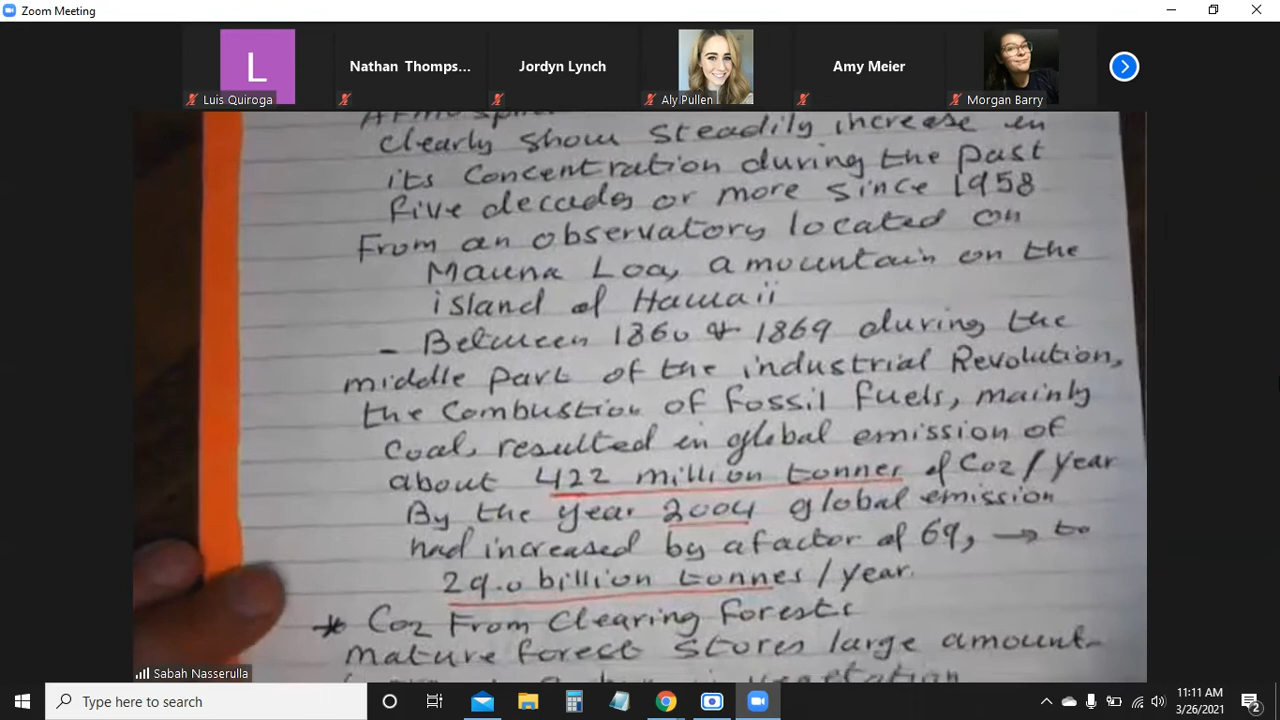 Zoom Meeting
L
Luis Quiroga
Nathan Thomps...
Jordyn Lynch
Aly Pullen
Amy Meier
Morgan Barry
clearly show steadily increase in
its concentration during the past
five decades or more since 1958
From an observatory located on
Mauna Loa, a mountain on the
island of Hawaii
- Between 1860 & 1869 during the
middle part of the industrial Revolution,
the Combustion of Fossil Fuels, mainly
Coal, resulted in global emission of
about 422 million tonner of Co2 / Year
By the year 2004 global emission
had increased by a factor of 69, → to
29.0 billion tonnes / year.
* Co2 From Clearing Forests
Mature forest stores large amount
in vegetation
Sabah Nasserulla
Type here to search
11:11 AM
3/26/2021
2